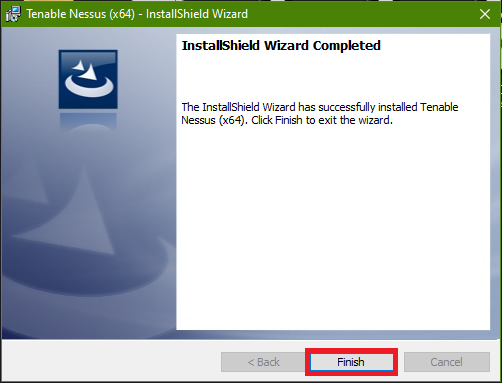 Tenable Nessus (x64) - InstallShield Wizard
InstallShield Wizard Completed
The InstallShield Wizard has successfully installed Tenable
Nessus (x64). Click Finish to exit the wizard.
< Back
Finish
Cancel